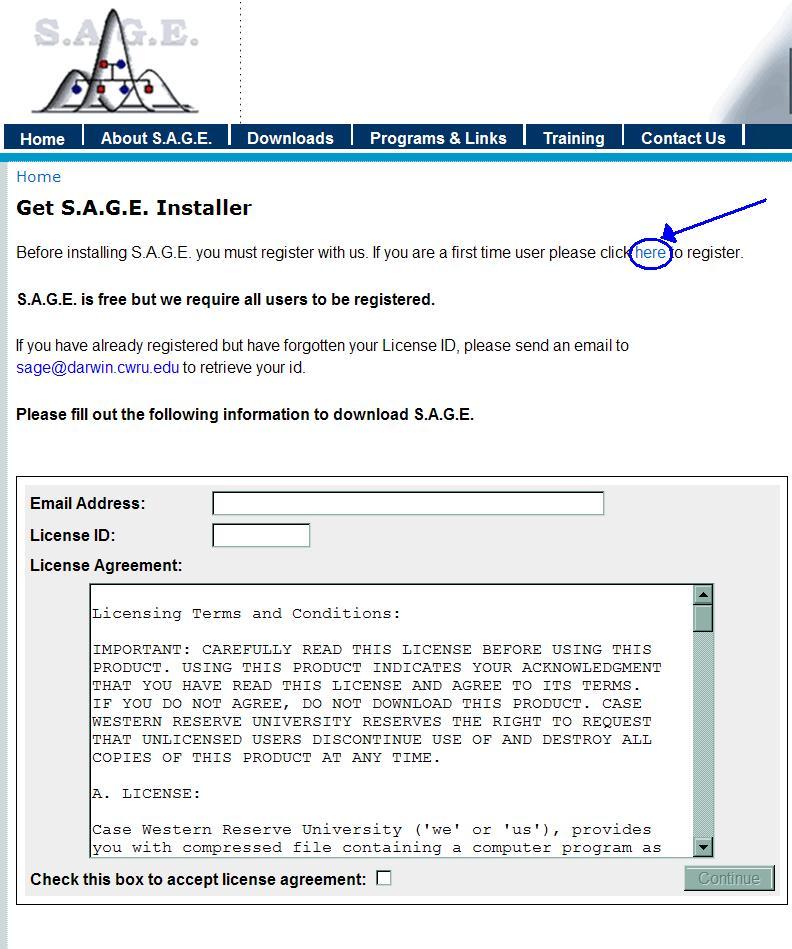 S.A.G.E.
Home
About S.A.G.E.
Downloads
Programs & Links
Training
Contact Us
Home
Get S.A.G.E. Installer
Before installing S.A.G.E. you must register with us. If you are a first time user please click here to register.
S.A.G.E. is free but we require all users to be registered.
If you have already registered but have forgotten your License ID, please send an email to
sage@darwin.cwru.edu to retrieve your id.
Please fill out the following information to download S.A.G.E.
Email Address:
License ID:
License Agreement:
Licensing Terms and Conditions:
IMPORTANT: CAREFULLY READ THIS LICENSE BEFORE USING THIS
PRODUCT. USING THIS PRODUCT INDICATES YOUR ACKNOWLEDGMENT
THAT YOU HAVE READ THIS LICENSE AND AGREE TO ITS TERMS.
IF YOU DO NOT AGREE, DO NOT DOWNLOAD THIS PRODUCT. CASE
WESTERN RESERVE UNIVERSITY RESERVES THE RIGHT TO REQUEST
THAT UNLICENSED USERS DISCONTINUE USE OF AND DESTROY ALL
COPIES OF THIS PRODUCT AT ANY TIME.
A. LICENSE:
Case Western Reserve University ('we' or 'us'), provides
you with compressed file containing a computer program as
Check this box to accept license agreement:
Continue